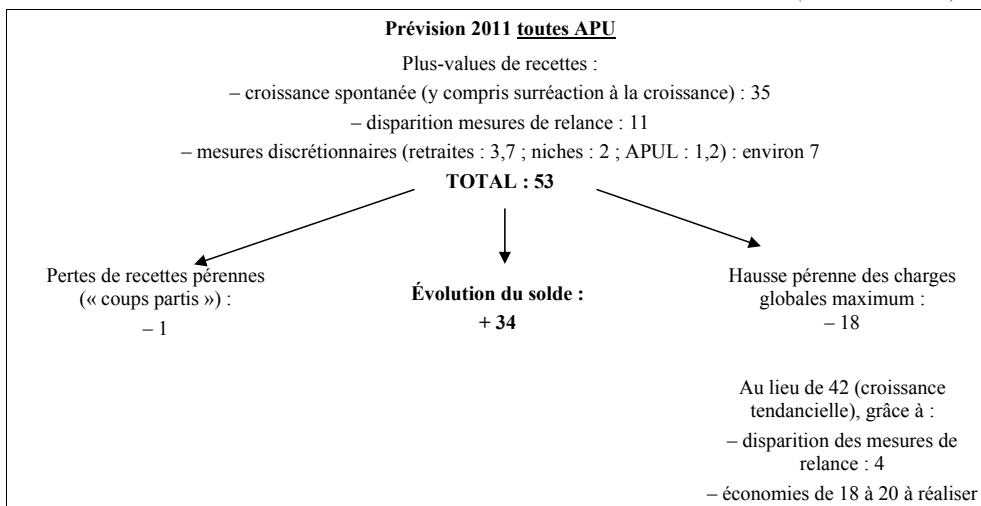 Prévision 2011 toutes APU
Plus-values de recettes :
– croissance spontanée (y compris surréaction à la croissance) : 35
– disparition mesures de relance : 11
– mesures discrétionnaires (retraites : 3,7 ; niches : 2 ; APUL : 1,2) : environ 7
TOTAL : 53
Pertes de recettes pérennes
(« coups partis ») :
– 1
Évolution du solde :
+ 34
Hausse pérenne des charges
globales maximum :
– 18
Au lieu de 42 (croissance
tendancielle), grâce à :
– disparition des mesures de
relance : 4
– économies de 18 à 20 à réaliser